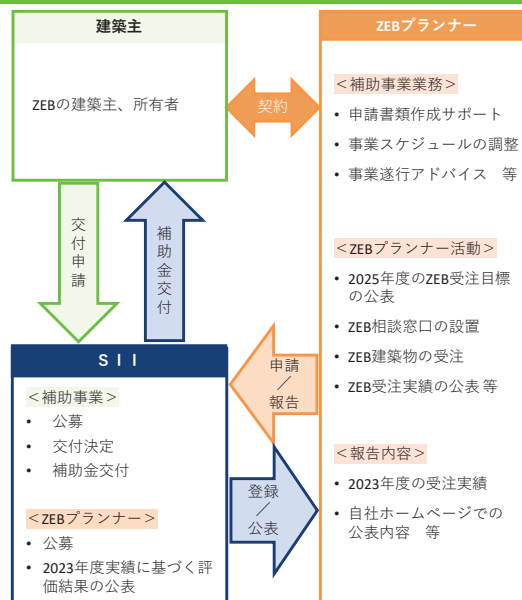 建築主
ZEBの建築主、所有者
契約
ZEBプランナー
＜補助事業業務＞
• 申請書類作成サポート
• 事業スケジュールの調整
• 事業遂行アドバイス　等
＜ZEBプランナー活動＞
• 2025年度のZEB受注目標
の公表
• ZEB相談窓口の設置
• ZEB建築物の受注
• ZEB受注実績の公表 等
＜報告内容＞
• 2023年度の受注実績
• 自社ホームページでの
公表内容　等
交付申請
補助金交付
申請
／
報告
登録
／
公表
ＳＩＩ
＜補助事業＞
• 公募
• 交付決定
• 補助金交付
＜ZEBプランナー＞
• 公募
• 2023年度実績に基づく評
価結果の公表